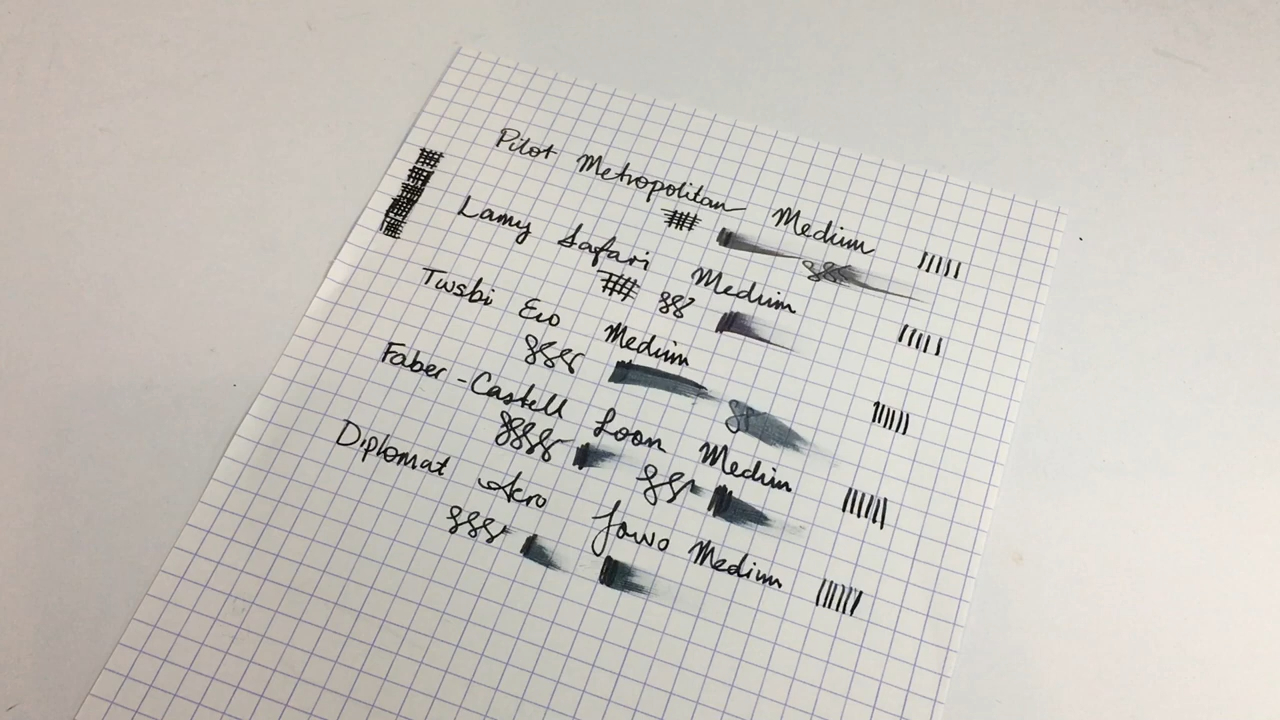 Pilot Metropolitan Medium
Lamy Safari Medium
Twsbi Eco Medium
Faber-Castell Loom Medium
Diplomat Aero Jowo Medium